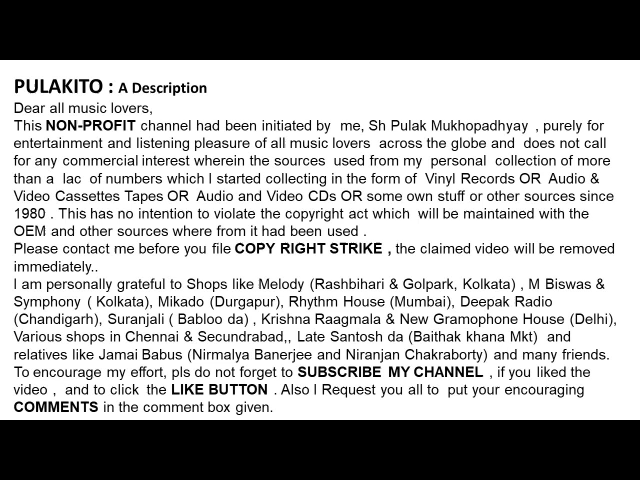 PULAKITO : A Description
Dear all music lovers,
This NON-PROFIT channel had been initiated by me, Sh Pulak Mukhopadhyay , purely for
entertainment and listening pleasure of all music lovers across the globe and does not call
for any commercial interest wherein the sources used from my personal collection of more
than a lac of numbers which I started collecting in the form of Vinyl Records OR Audio &
Video Cassettes Tapes OR Audio and Video CDs OR some own stuff or other sources since
1980 . This has no intention to violate the copyright act which will be maintained with the
OEM and other sources where from it had been used .
Please contact me before you file COPY RIGHT STRIKE , the claimed video will be removed
immediately..
I am personally grateful to Shops like Melody (Rashbihari & Golpark, Kolkata) , M Biswas &
Symphony ( Kolkata), Mikado (Durgapur), Rhythm House (Mumbai), Deepak Radio
(Chandigarh), Suranjali ( Babloo da) , Krishna Raagmala & New Gramophone House (Delhi),
Various shops in Chennai & Secundrabad,, Late Santosh da (Baithak khana Mkt) and
relatives like Jamai Babus (Nirmalya Banerjee and Niranjan Chakraborty) and many friends.
To encourage my effort, pls do not forget to SUBSCRIBE MY CHANNEL , if you liked the
video , and to click the LIKE BUTTON . Also I Request you all to put your encouraging
COMMENTS in the comment box given.